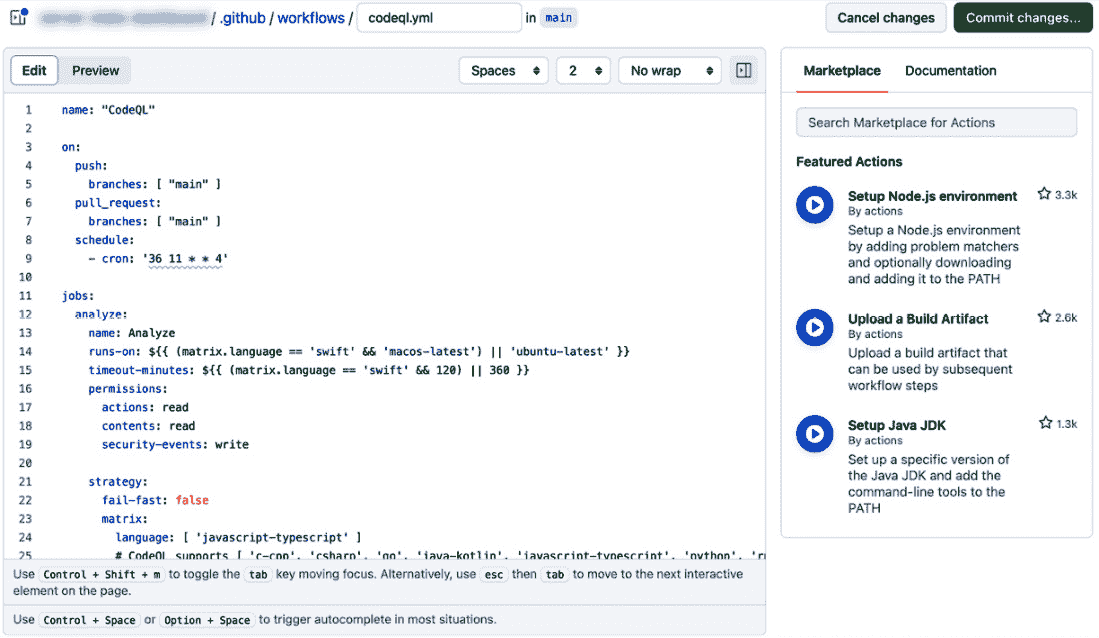 / .github / workflows / codeql.yml in main
Cancel changes
Commit changes...
Edit Preview
Spaces 2 No wrap
1 name: "CodeQL"
2
3 on:
4 push:
5 branches: [ "main" ]
6 pull_request:
7 branches: [ "main" ]
8 schedule:
9 - cron: '36 11 * * 4'
10
11 jobs:
12 analyze:
13 name: Analyze
14 runs-on: ${{ (matrix.language == 'swift' && 'macos-latest') || 'ubuntu-latest' }}
15 timeout-minutes: ${{ (matrix.language == 'swift' && 120) || 360 }}
16 permissions:
17 actions: read
18 contents: read
19 security-events: write
20
21 strategy:
22 fail-fast: false
23 matrix:
24 language: [ 'javascript-typescript' ]
25 # CodeQL supports [ 'c-cpp', 'csharp', 'go', 'java-kotlin', 'javascript-typescript', 'python',
Use Control + Shift + m to toggle the tab key moving focus. Alternatively, use esc then tab to move to the next interactive
element on the page.
Use Control + Space or Option + Space to trigger autocomplete in most situations.
Marketplace Documentation
Search Marketplace for Actions
Featured Actions
Setup Node.js environment 3.3k
By actions
Setup a Node.js environment
by adding problem matchers
and optionally downloading
and adding it to the PATH
Upload a Build Artifact 2.6k
By actions
Upload a build artifact that
can be used by subsequent
workflow steps
Setup Java JDK 1.3k
By actions
Set up a specific version of
the Java JDK and add the
command-line tools to the
PATH